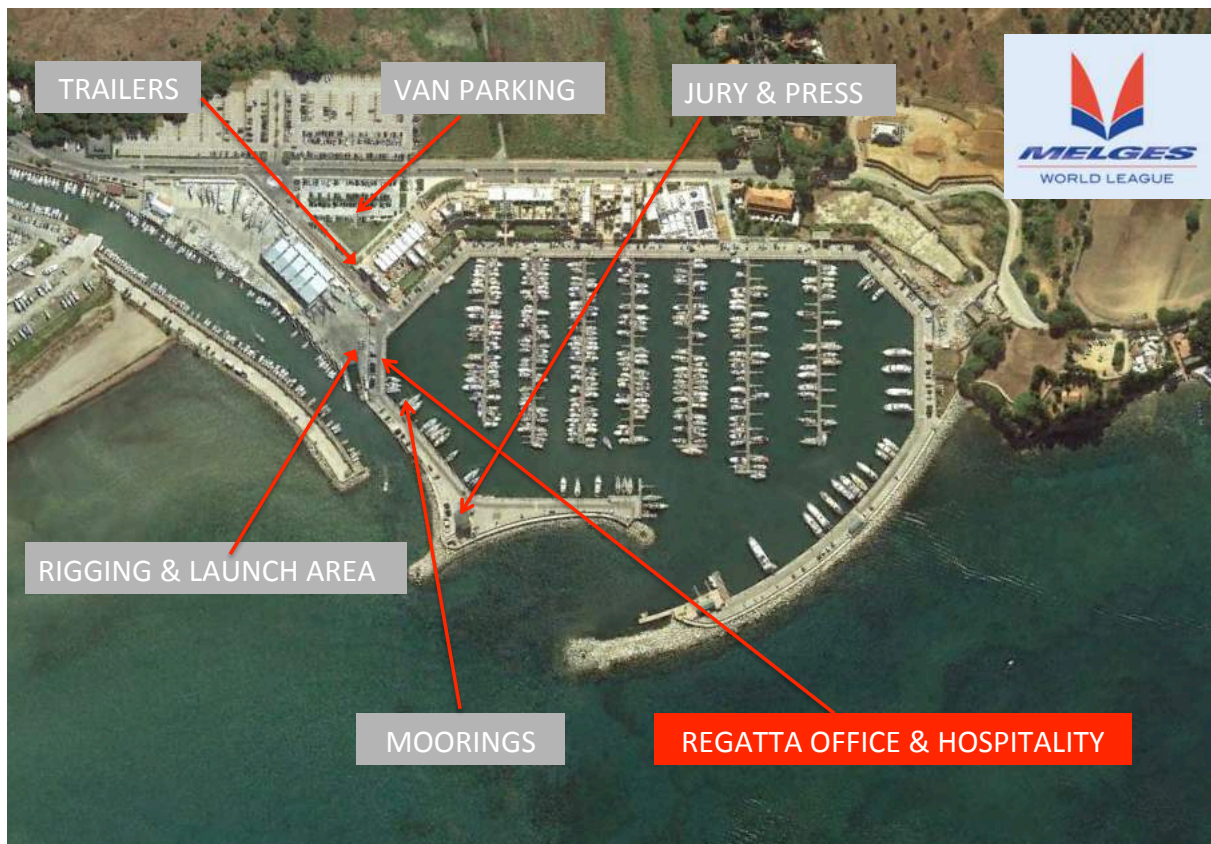 TRAILERS
VAN PARKING
JURY & PRESS
MELGES
WORLD LEAGUE
RIGGING & LAUNCH AREA
MOORINGS
REGATTA OFFICE & HOSPITALITY